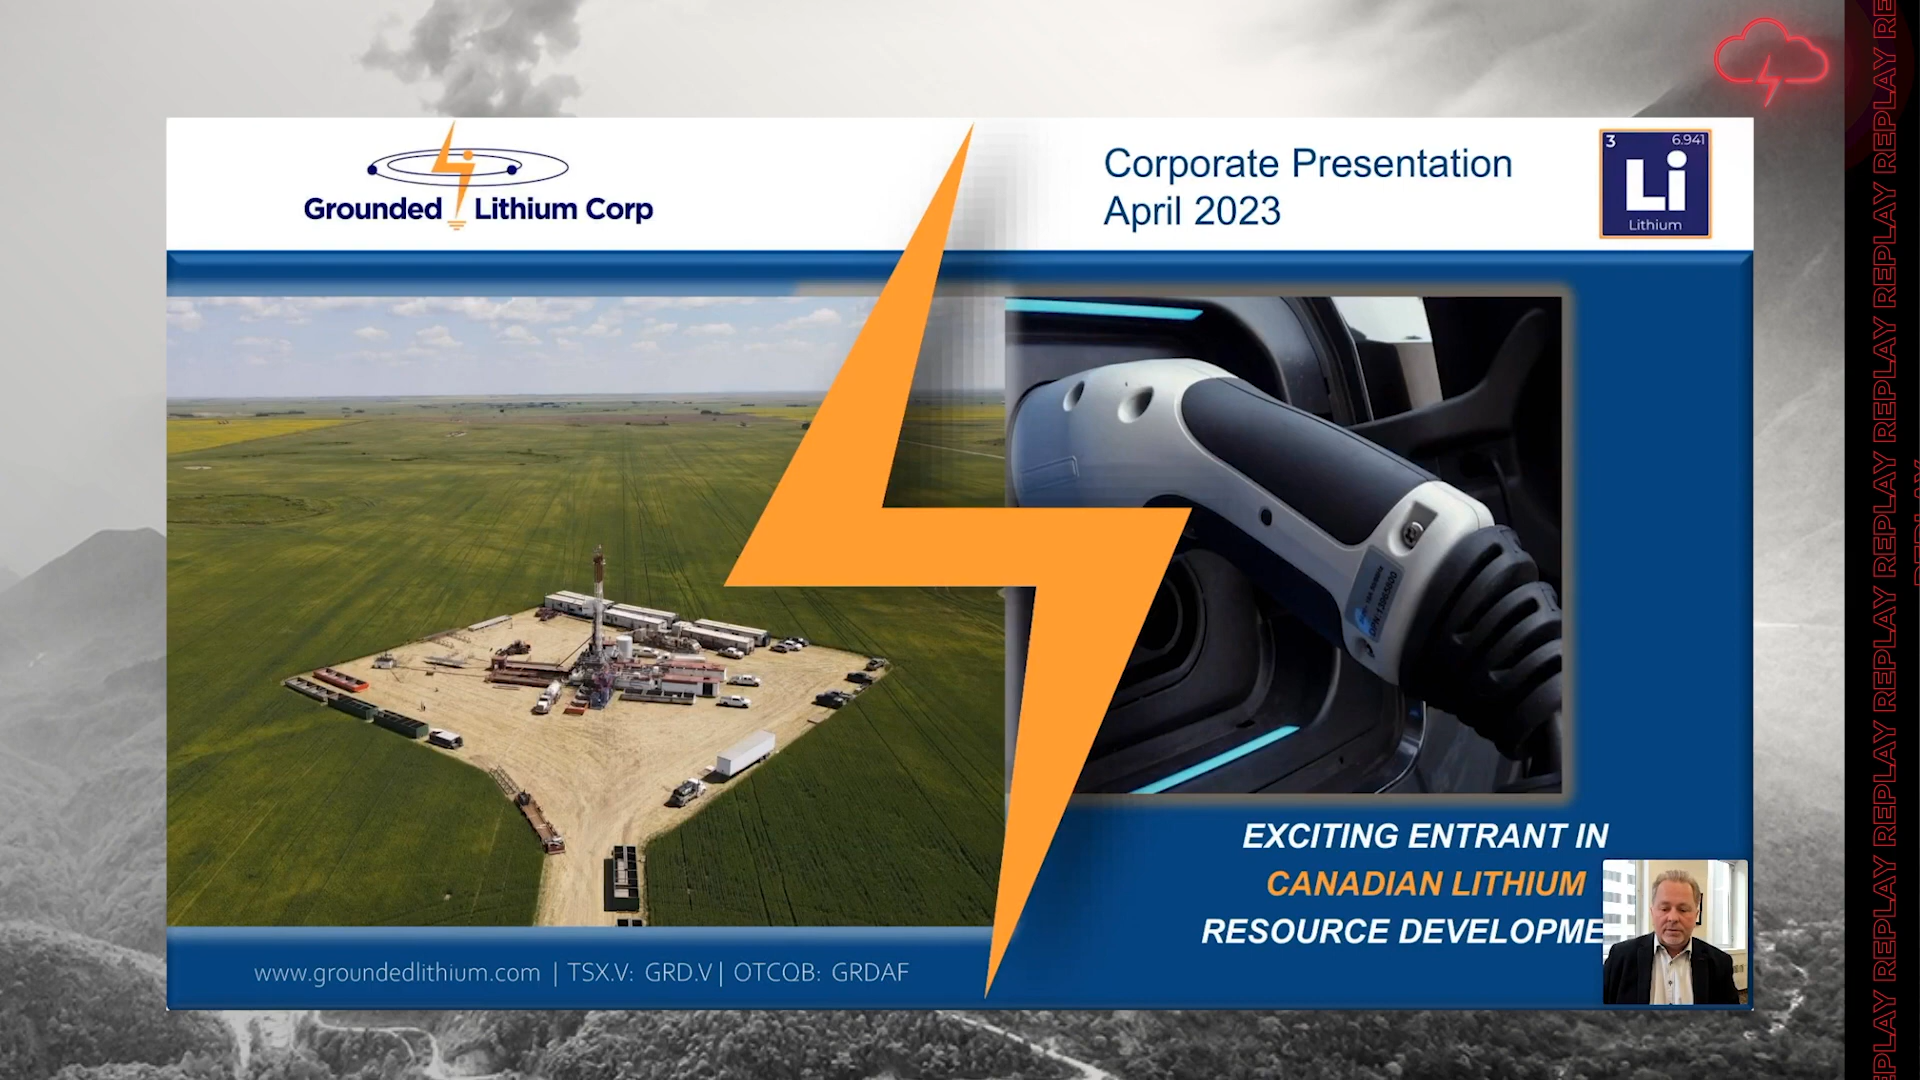 Grounded Lithium Corp
Corporate Presentation
April 2023
3 6.941
Li
Lithium
EXCITING ENTRANT IN
CANADIAN LITHIUM
RESOURCE DEVELOPME
www.groundedlithium.com | TSX.V: GRD.V | OTCQB: GRDAF
REPLAY REPLAY REPLAY REPLAY REPLAY REPLAY REPLAY REPLAY